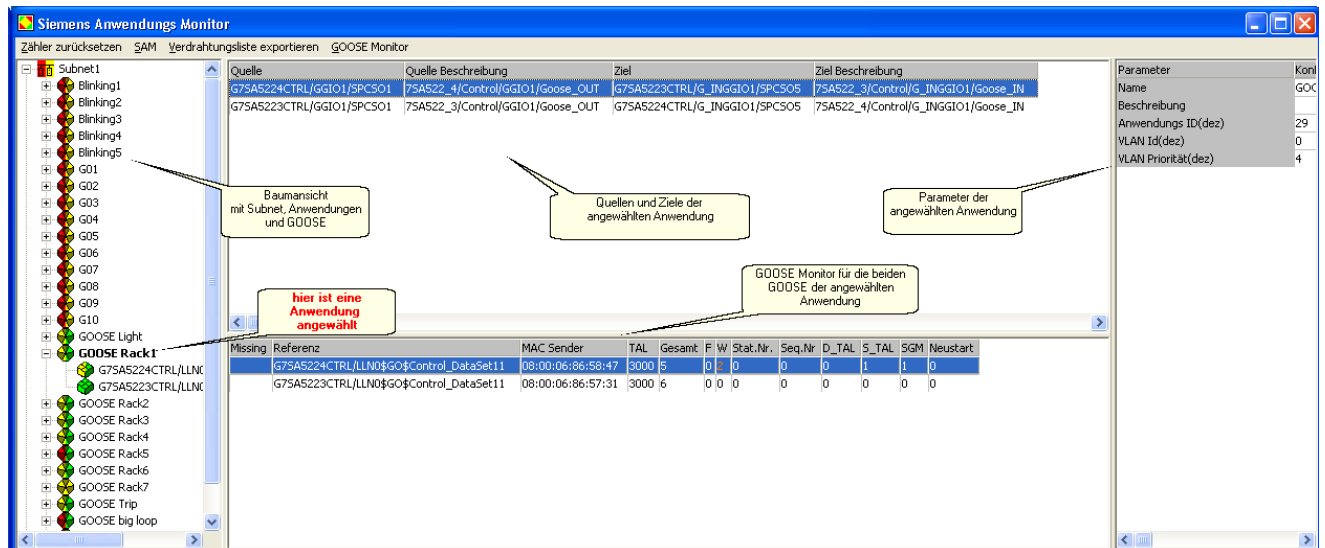 Siemens Anwendungs Monitor
Zähler zurücksetzen SAM Verdrahtungsliste exportieren GOOSE Monitor
Subnet1
Blinking1
Blinking2
Blinking3
Blinking4
Blinking5
G01
G02
G03
G04
G05
G06
G07
G08
G09
G10
GOOSE Light
GOOSE Rack1
G7SA5224CTRL/LLN0
G7SA5223CTRL/LLN0
GOOSE Rack2
GOOSE Rack3
GOOSE Rack4
GOOSE Rack5
GOOSE Rack6
GOOSE Rack7
GOOSE Trip
GOOSE big loop
Baumansicht
mit Subnet, Anwendungen
und GOOSE
hier ist eine
Anwendung
angewählt
Quelle Quelle Beschreibung Ziel Ziel Beschreibung
G7SA5224CTRL/GGIO1/SPCSO1 7SA522_4/Control/GGIO1/Goose_OUT G7SA5223CTRL/G_INGGIO1/SPCSO5 7SA522_3/Control/G_INGGIO1/Goose_IN
G7SA5223CTRL/GGIO1/SPCSO1 7SA522_3/Control/GGIO1/Goose_OUT G7SA5224CTRL/G_INGGIO1/SPCSO5 7SA522_4/Control/G_INGGIO1/Goose_IN
Quellen und Ziele der
angewählten Anwendung
Parameter der
angewählten Anwendung
GOOSE Monitor für die beiden
GOOSE der angewählten
Anwendung
Missing Referenz MAC Sender TAL Gesamt F W Stat.Nr. Seq.Nr D_TAL S_TAL SGM Neustart
G7SA5224CTRL/LLN0$GO$Control_DataSet11 08:00:06:86:58:47 3000 5 0 2 0 0 0 1 1 0
G7SA5223CTRL/LLN0$GO$Control_DataSet11 08:00:06:86:57:31 3000 6 0 0 0 0 0 0 0 0
Parameter Konf
Name GOO
Beschreibung
Anwendungs ID(dez) 29
VLAN Id(dez) 0
VLAN Priorität(dez) 4